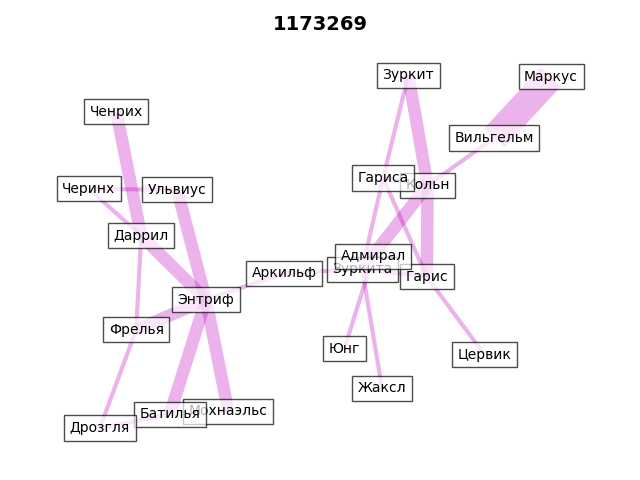 1173269
Зуркит
Маркус
Ченрих
Вильгельм
Гариса
Кольн
Черинх
Ульвиус
Даррил
Адмирал
Зуркита
Аркильф
Гарис
Энтриф
Фрелья
Юнг
Цервик
Жаксл
Мохнаэльс
Батилья
Дрозгля